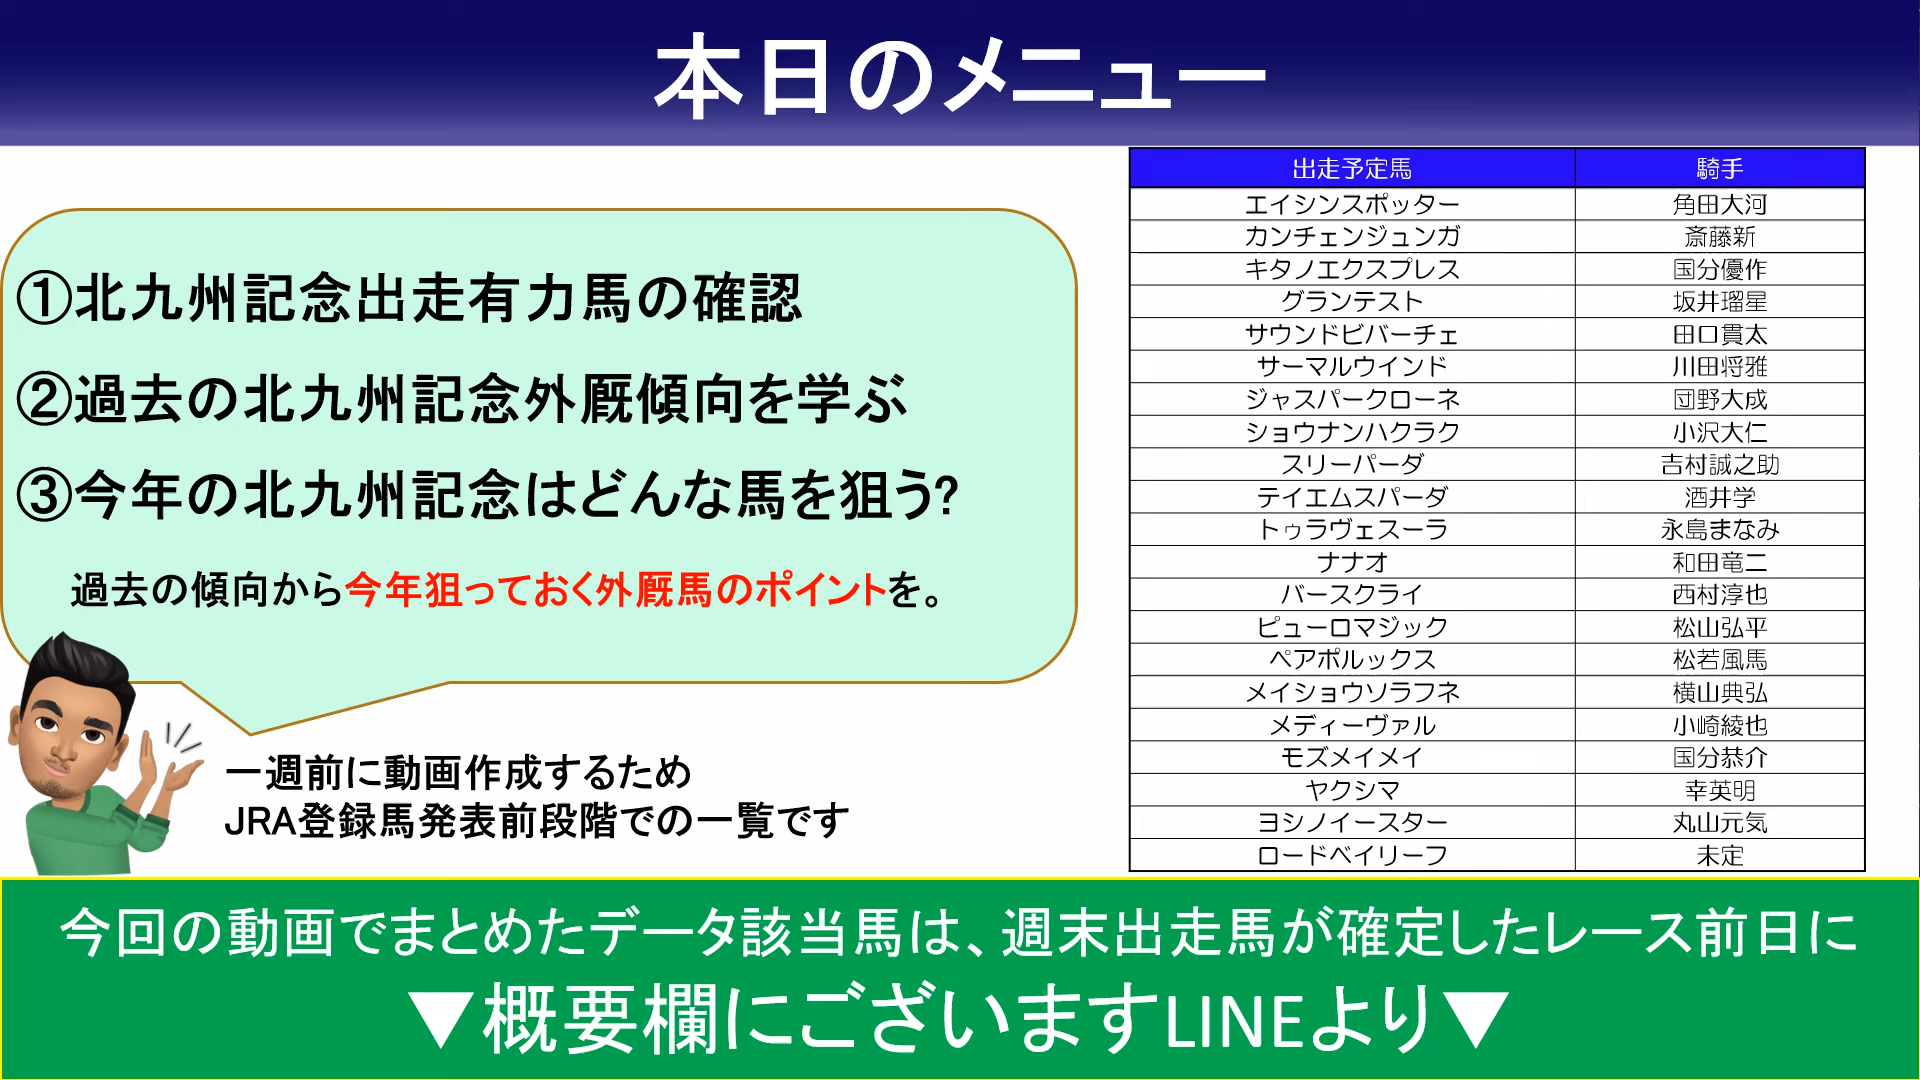 本日のメニュー
①北九州記念出走有力馬の確認
②過去の北九州記念外厩傾向を学ぶ
③今年の北九州記念はどんな馬を狙う?
過去の傾向から今年狙っておく外厩馬のポイントを。
一週前に動画作成するため
JRA登録馬発表前段階での一覧です
出走予定馬 騎手
エイシンスポッター 角田大河
カンチェンジュンガ 斎藤新
キタノエクスプレス 国分優作
グランテスト 坂井瑠星
サウンドビバーチェ 田口貫太
サーマルウインド 川田将雅
ジャスパークローネ 団野大成
ショウナンハクラク 小沢大仁
スリーパーダ 吉村誠之助
テイエムスパーダ 酒井学
トゥラヴェスーラ 永島まなみ
ナナオ 和田竜二
バースクライ 西村淳也
ピューロマジック 松山弘平
ペアポルックス 松若風馬
メイショウソラフネ 横山典弘
メディーヴァル 小崎綾也
モズメイメイ 国分恭介
ヤクシマ 幸英明
ヨシノイースター 丸山元気
ロードベイリーフ 未定
今回の動画でまとめたデータ該当馬は、週末出走馬が確定したレース前日に
▼概要欄にございますLINEより▼